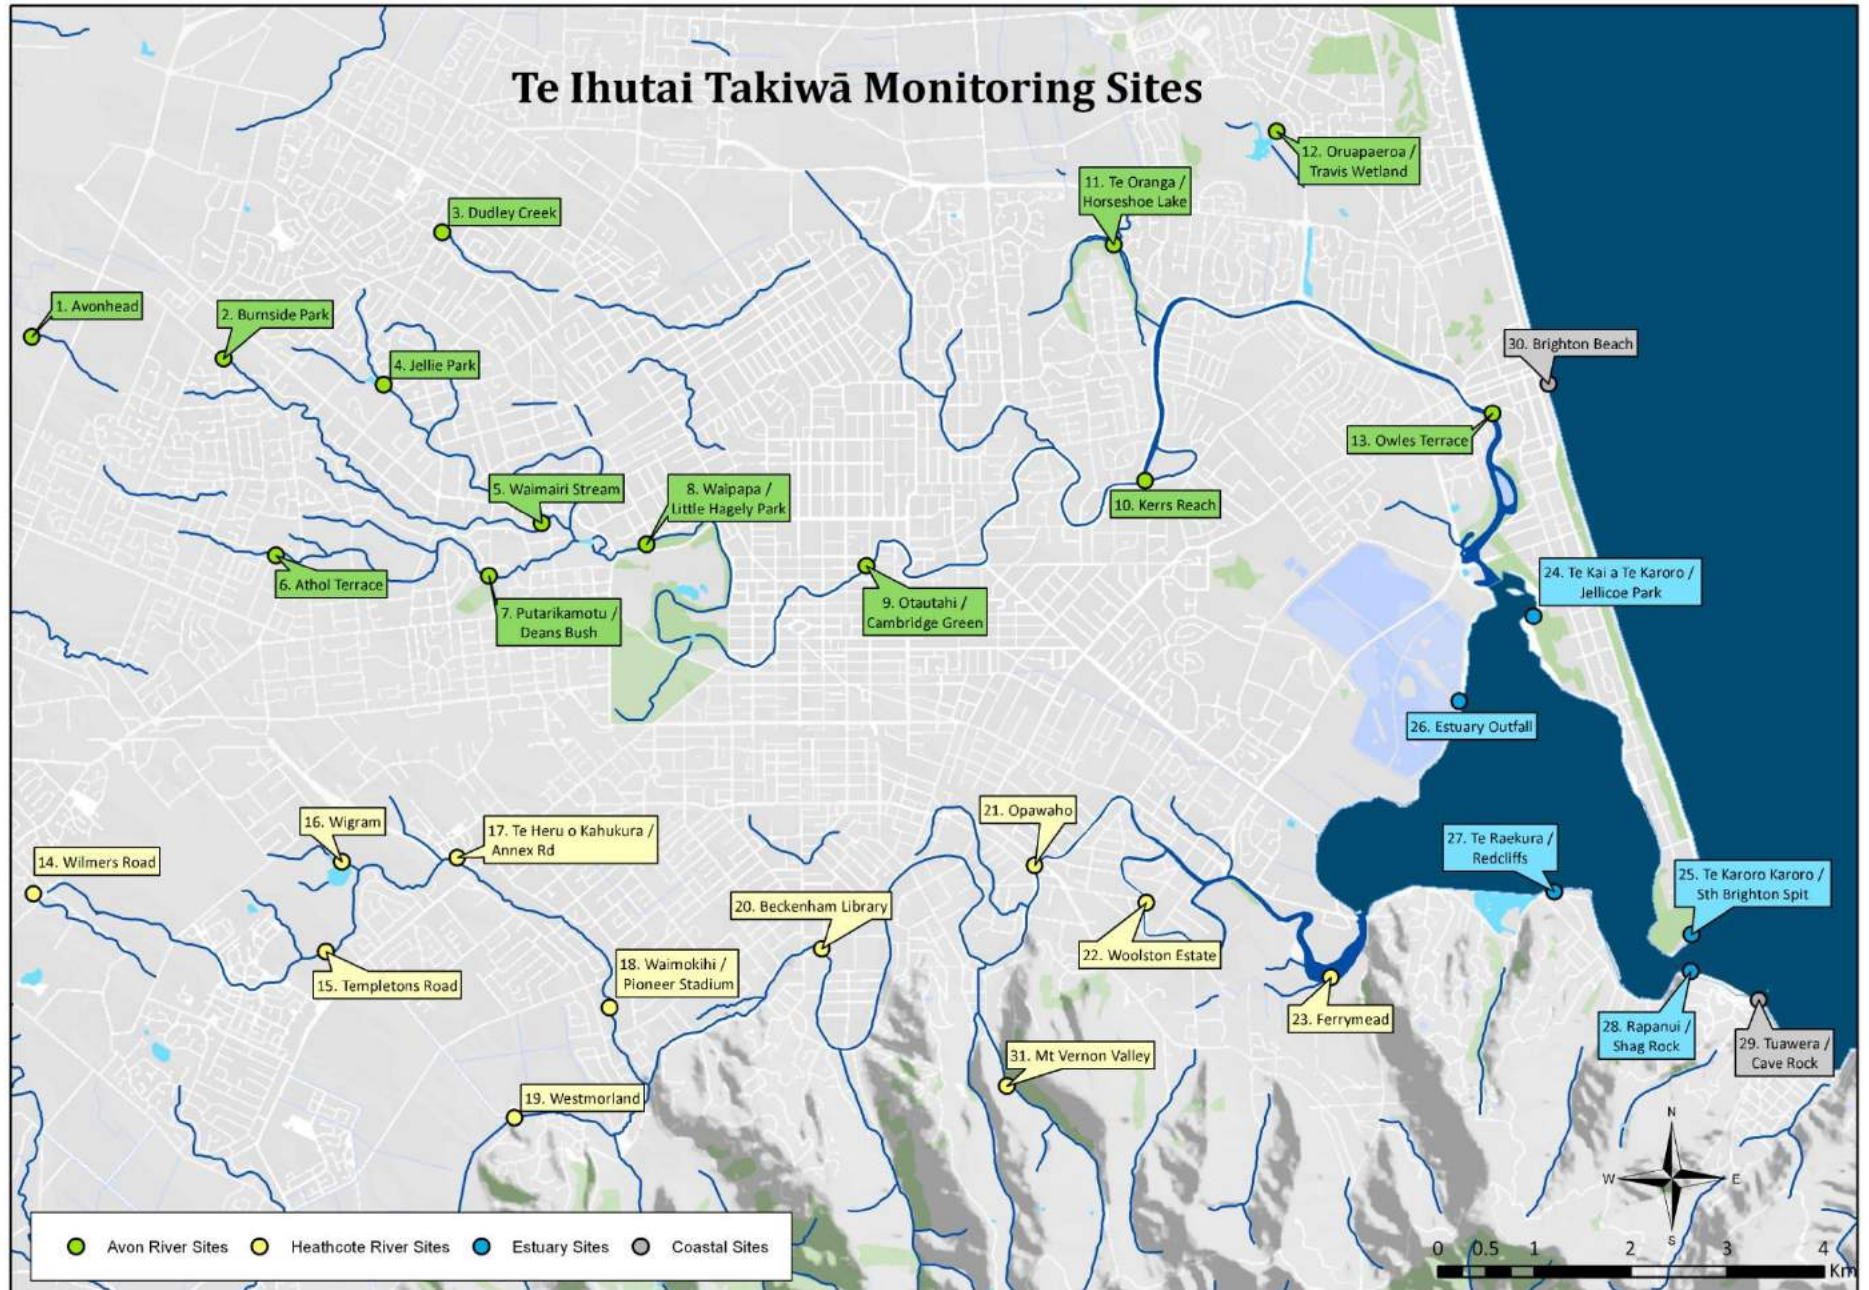 Te Ihutai Takiwā Monitoring Sites
12. Oruapaeroa /
Travis Wetland
11. Te Oranga /
Horseshoe Lake
3. Dudley Creek
1. Avonhead
2. Burnside Park
30. Brighton Beach
4. Jellie Park
13. Owles Terrace
5. Waimairi Stream
8. Waipapa /
Little Hagely Park
10. Kerrs Reach
6. Athol Terrace
24. Te Kai a Te Karoro /
Jellicoe Park
7. Putarikamotu /
Deans Bush
9. Otautahi /
Cambridge Green
26. Estuary Outfall
21. Opawaho
16. Wigram
17. Te Heru o Kahukura /
Annex Rd
27. Te Raekura /
Redcliffs
14. Wilmers Road
25. Te Karoro Karoro /
Sth Brighton Spit
20. Beckenham Library
22. Woolston Estate
18. Waimokihi /
Pioneer Stadium
15. Templetons Road
23. Ferrymead
28. Rapanui /
Shag Rock
29. Tuawera /
Cave Rock
31. Mt Vernon Valley
19. Westmorland
N
W
E
S
Avon River Sites
Heathcote River Sites
Estuary Sites
Coastal Sites
0 0.5 1 2 3 4
Km